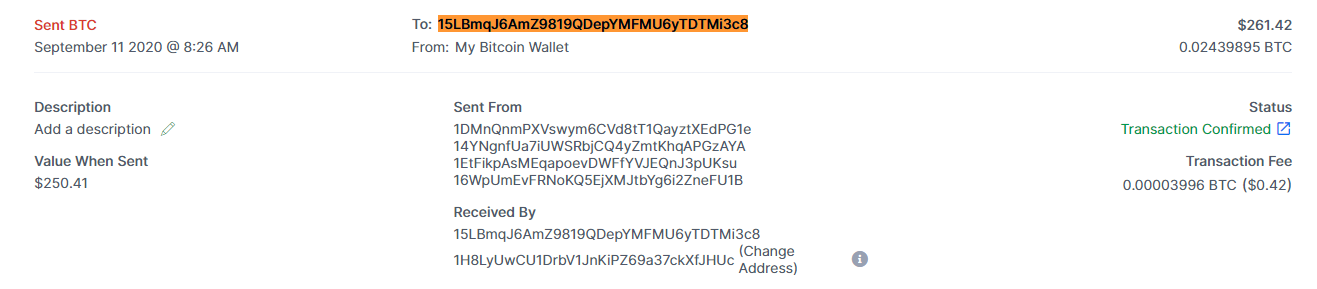 Sent BTC
September 11 2020 @ 8:26 AM
To: 15LBmqJ6AmZ9819QDepYMFMU6yTDTMi3c8
From: My Bitcoin Wallet
$261.42
0.02439895 BTC
Description
Add a description
Value When Sent
$250.41
Sent From
1DMnQnmPXVswym6CVd8tT1QayztXEdPG1e
14YNgnfUa7iUWSRbjCQ4yZmtKhqAPGzAYA
1EtFikpAsMEqapoevDWFfYVJEQnJ3pUKsu
16WpUmEvFRNoKQ5EjXMJtbYg6i2ZneFU1B
Received By
15LBmqJ6AmZ9819QDepYMFMU6yTDTMi3c8
1H8LyUwCU1DrbV1JnKiPZ69a37ckXfJHUc (Change
Address)
Status
Transaction Confirmed
Transaction Fee
0.00003996 BTC ($0.42)